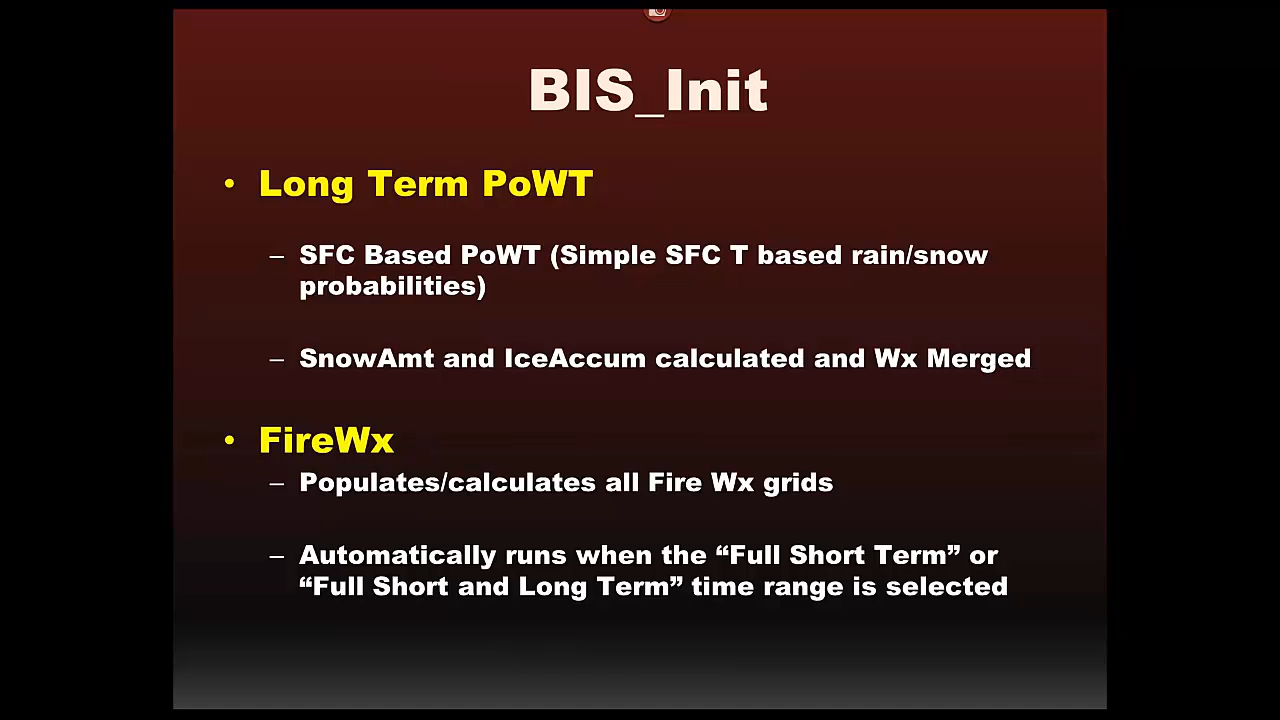 BIS_Init
• Long Term PoWT
– SFC Based PoWT (Simple SFC T based rain/snow
probabilities)
– SnowAmt and IceAccum calculated and Wx Merged
• FireWx
– Populates/calculates all Fire Wx grids
– Automatically runs when the “Full Short Term” or
“Full Short and Long Term” time range is selected